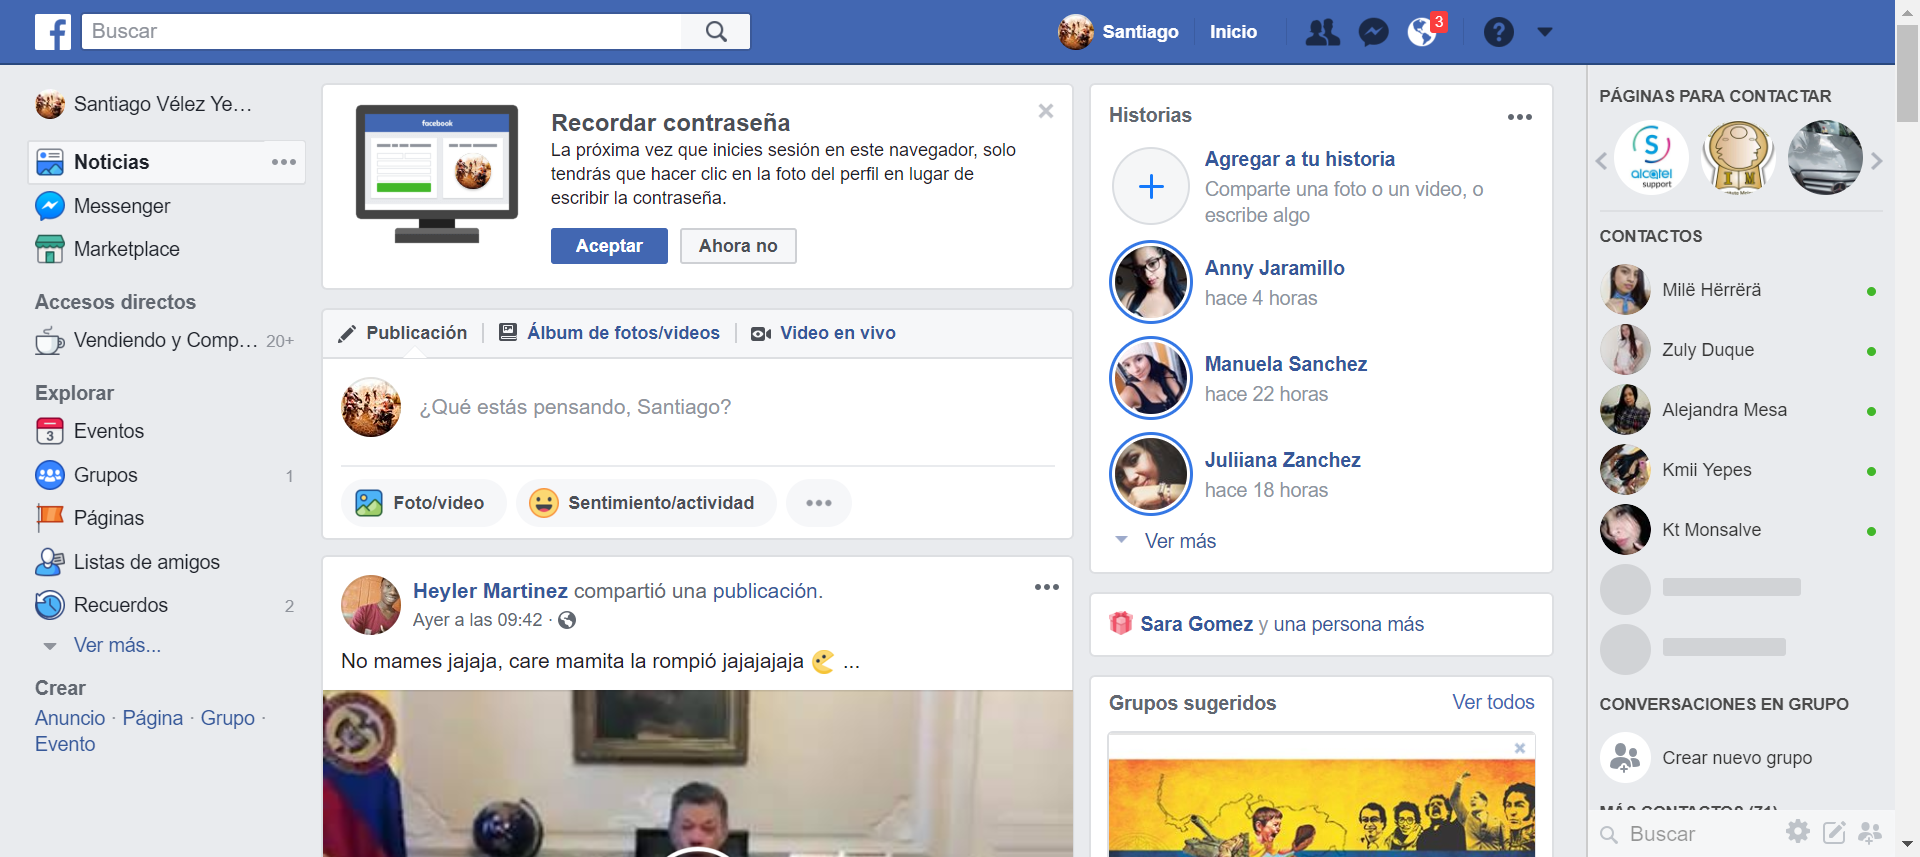 Buscar
Santiago
Inicio
3
Santiago Vélez Ye...
Noticias
Messenger
Marketplace
Accesos directos
Vendiendo y Comp... 20+
Explorar
3
Eventos
Grupos 1
Páginas
Listas de amigos
Recuerdos 2
Ver más...
Crear
Anuncio · Página · Grupo ·
Evento
facebook
Recordar contraseña
La próxima vez que inicies sesión en este navegador, solo
tendrás que hacer clic en la foto del perfil en lugar de
escribir la contraseña.
Aceptar
Ahora no
Publicación
Álbum de fotos/videos
Video en vivo
¿Qué estás pensando, Santiago?
Foto/video
Sentimiento/actividad
Heyler Martinez compartió una publicación.
Ayer a las 09:42 ·
No mames jajaja, care mamita la rompió jajajajaja ...
Historias
Agregar a tu historia
Comparte una foto o un video, o
escribe algo
Anny Jaramillo
hace 4 horas
Manuela Sanchez
hace 22 horas
Juliiana Zanchez
hace 18 horas
Ver más
Sara Gomez y una persona más
Grupos sugeridos
Ver todos
PÁGINAS PARA CONTACTAR
S
alcatel
support
I M
CONTACTOS
Milë Hërrërä
Zuly Duque
Alejandra Mesa
Kmii Yepes
Kt Monsalve
CONVERSACIONES EN GRUPO
Crear nuevo grupo
MÁS CONTACTOS (71)
Buscar